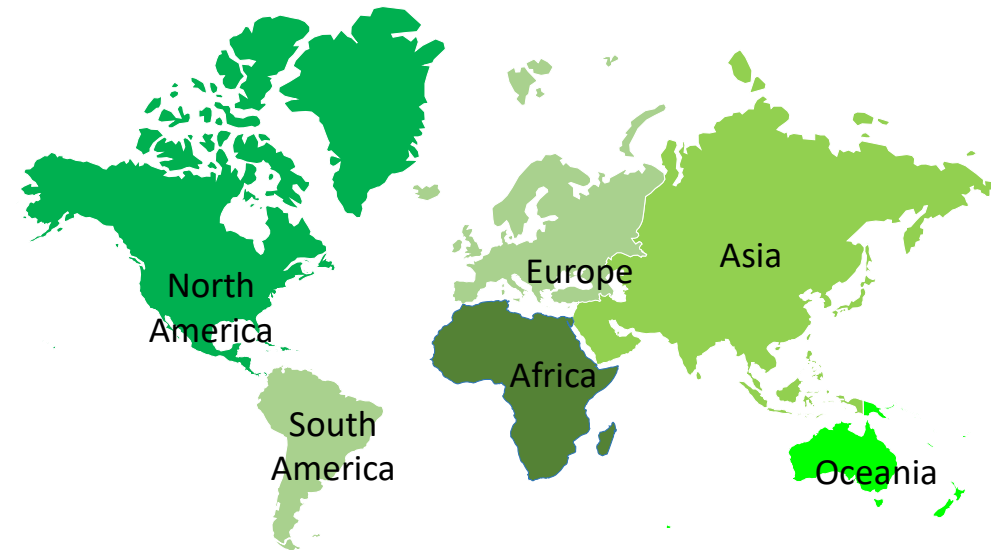 North
America
South
America
Europe
Africa
Asia
Oceania